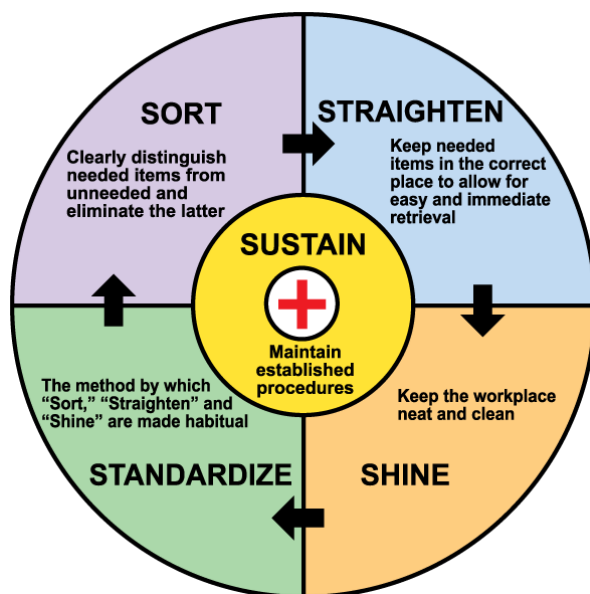 SORT
Clearly distinguish
needed items from
unneeded and
eliminate the latter
STRAIGHTEN
Keep needed
items in the correct
place to allow for
easy and immediate
retrieval
SUSTAIN
Maintain
established
procedures
The method by which
“Sort,” “Straighten” and
“Shine” are made habitual
STANDARDIZE
Keep the workplace
neat and clean
SHINE